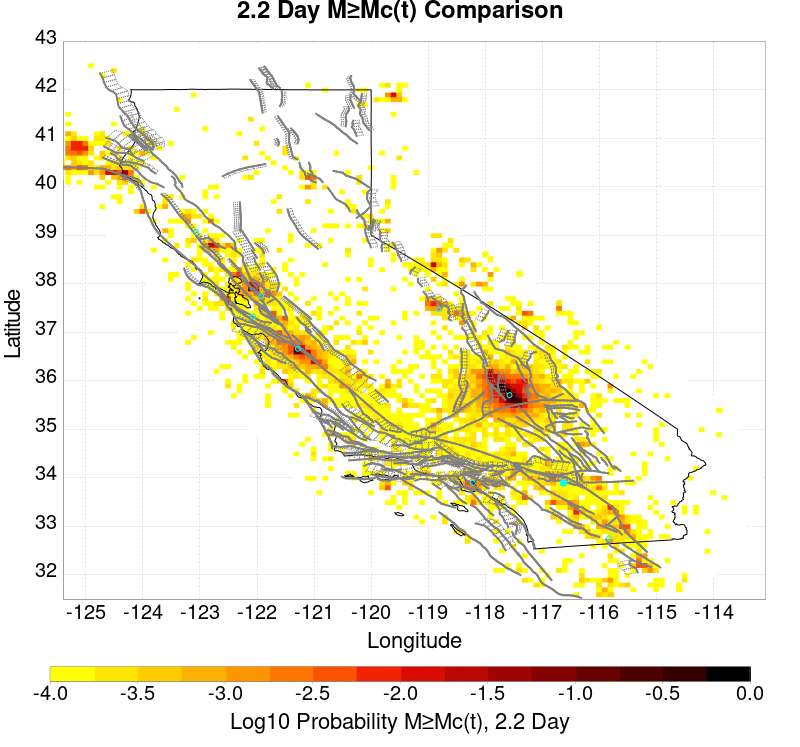 2.2 Day M≥Mc(t) Comparison
43
42
41
40
39
38
37
36
35
34
33
32
Latitude
-125 -124 -123 -122 -121 -120 -119 -118 -117 -116 -115 -114
Longitude
-4.0 -3.5 -3.0 -2.5 -2.0 -1.5 -1.0 -0.5 0.0
Log10 Probability M≥Mc(t), 2.2 Day